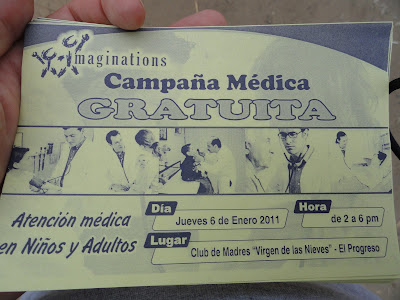 maginations
Campaña Médica
GRATUITA
Atención médica
en Niños y Adultos
Día
Jueves 6 de Enero 2011
Hora
de 2 a 6 pm
Lugar
Club de Madres "Virgen de las Nieves" - El Progreso